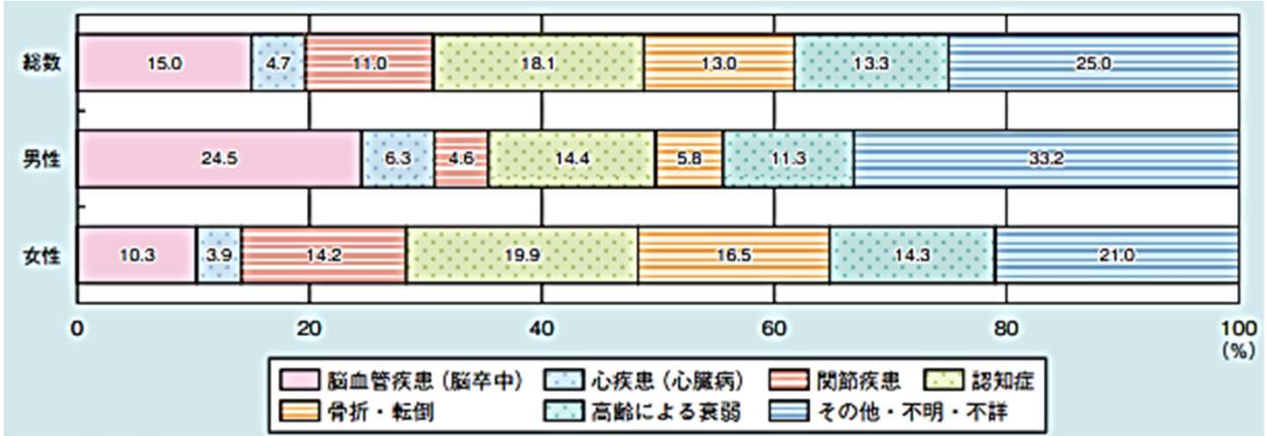 総数 15.0 4.7 11.0 18.1 13.0 13.3 25.0
男性 24.5 6.3 4.6 14.4 5.8 11.3 33.2
女性 10.3 3.9 14.2 19.9 16.5 14.3 21.0
0 20 40 60 80 100
(%)
脳血管疾患(脳卒中) 心疾患(心臓病) 関節疾患 認知症
骨折・転倒 高齢による衰弱 その他・不明・不詳